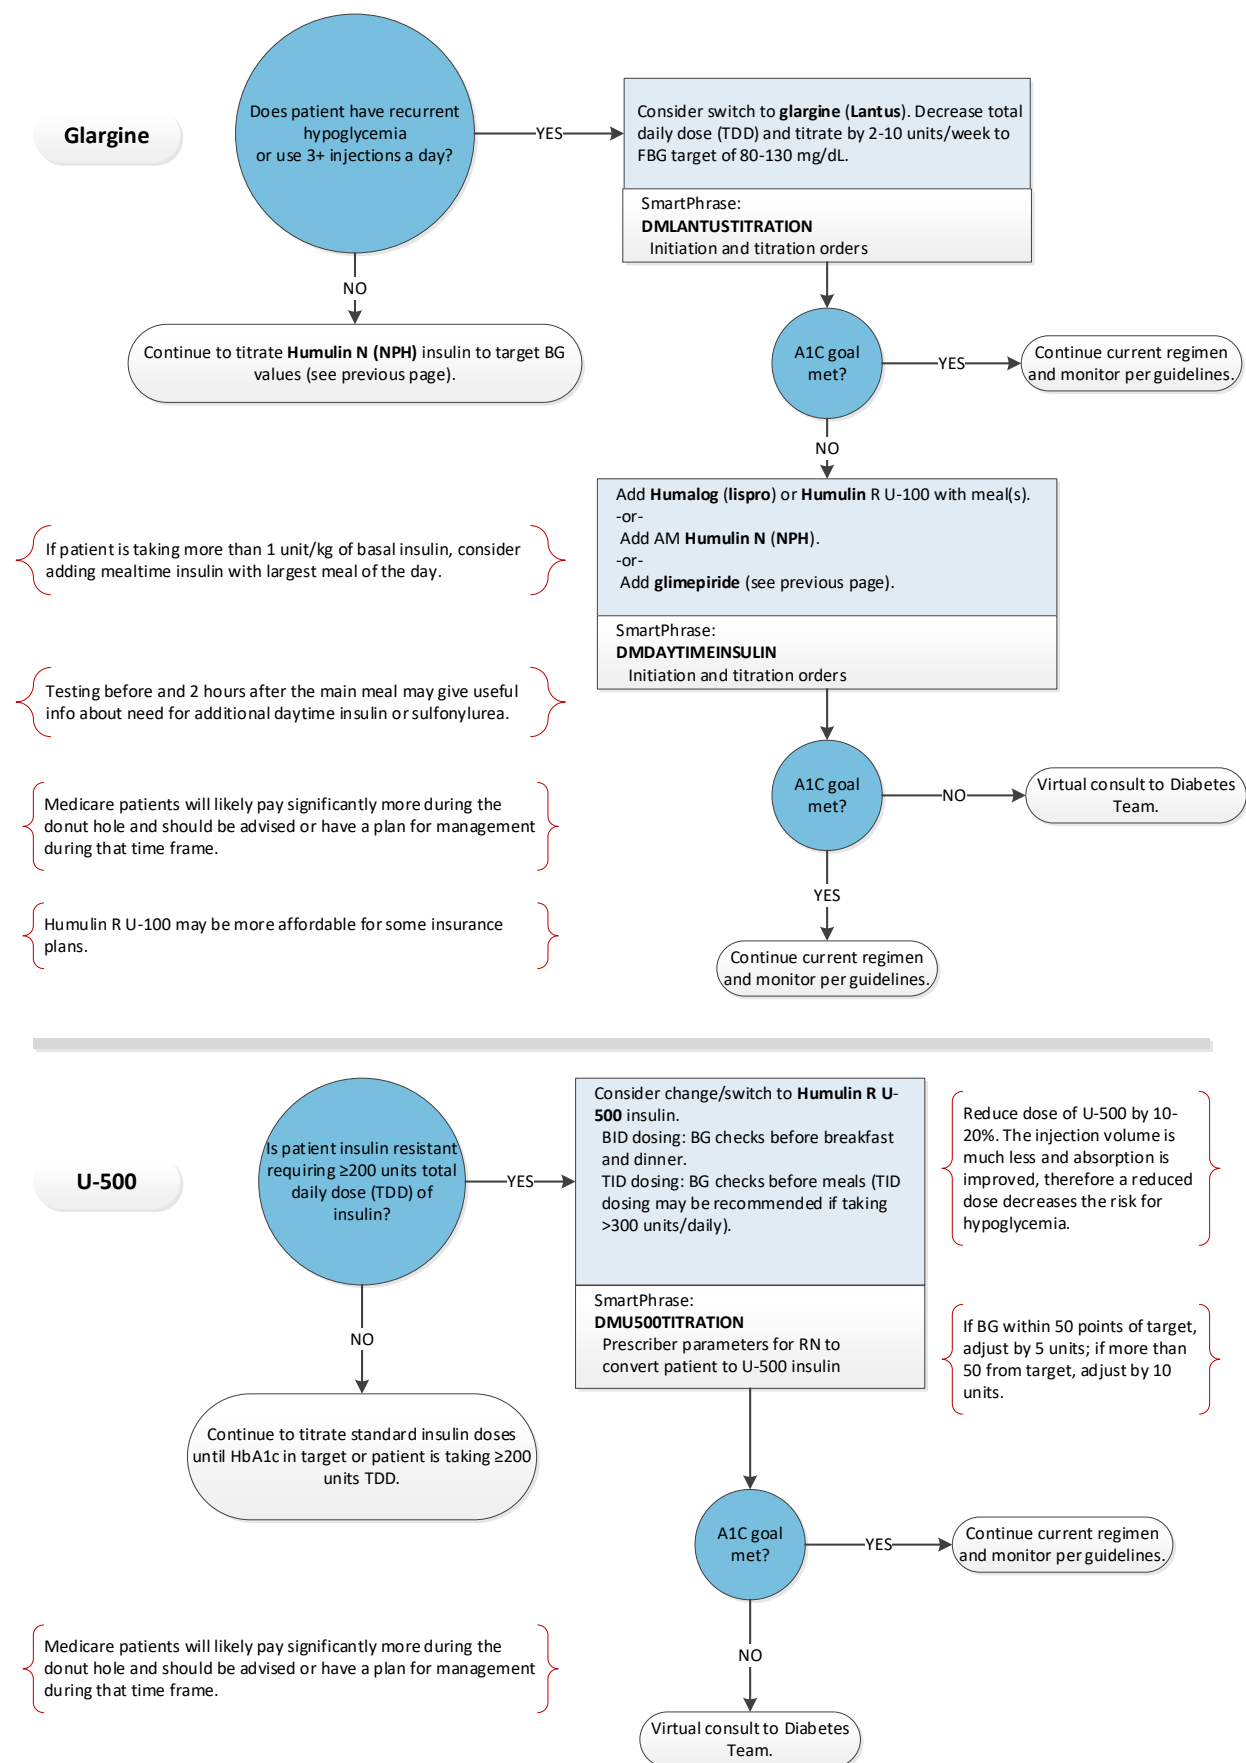 Glargine
Does patient have recurrent
hypoglycemia
or use 3+ injections a day?
YES
Consider switch to glargine (Lantus). Decrease total
daily dose (TDD) and titrate by 2-10 units/week to
FBG target of 80-130 mg/dL.
SmartPhrase:
DMLANTUSTITRATION
Initiation and titration orders
NO
Continue to titrate Humulin N (NPH) insulin to target BG
values (see previous page).
A1C goal
met?
YES
Continue current regimen
and monitor per guidelines.
NO
Add Humalog (lispro) or Humulin R U-100 with meal(s).
-or-
Add AM Humulin N (NPH).
-or-
Add glimepiride (see previous page).
SmartPhrase:
DMDAYTIMEINSULIN
Initiation and titration orders
If patient is taking more than 1 unit/kg of basal insulin, consider
adding mealtime insulin with largest meal of the day.
Testing before and 2 hours after the main meal may give useful
info about need for additional daytime insulin or sulfonylurea.
Medicare patients will likely pay significantly more during the
donut hole and should be advised or have a plan for management
during that time frame.
Humulin R U-100 may be more affordable for some insurance
plans.
A1C goal
met?
NO
Virtual consult to Diabetes
Team.
YES
Continue current regimen
and monitor per guidelines.
U-500
Is patient insulin resistant
requiring ≥200 units total
daily dose (TDD) of
insulin?
YES
Consider change/switch to Humulin R U-
500 insulin.
BID dosing: BG checks before breakfast
and dinner.
TID dosing: BG checks before meals (TID
dosing may be recommended if taking
>300 units/daily).
SmartPhrase:
DMU500TITRATION
Prescriber parameters for RN to
convert patient to U-500 insulin
Reduce dose of U-500 by 10-
20%. The injection volume is
much less and absorption is
improved, therefore a reduced
dose decreases the risk for
hypoglycemia.
If BG within 50 points of target,
adjust by 5 units; if more than
50 from target, adjust by 10
units.
NO
Continue to titrate standard insulin doses
until HbA1c in target or patient is taking ≥200
units TDD.
A1C goal
met?
YES
Continue current regimen
and monitor per guidelines.
NO
Virtual consult to Diabetes
Team.
Medicare patients will likely pay significantly more during the
donut hole and should be advised or have a plan for management
during that time frame.